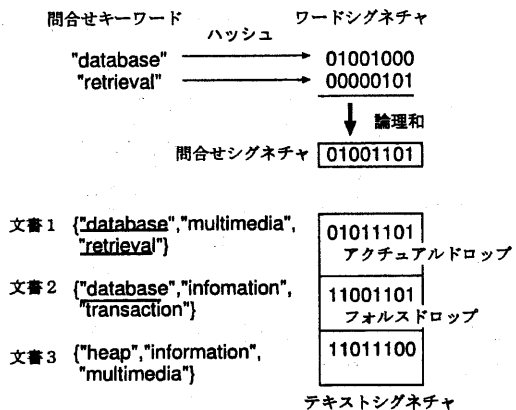 問合せキーワード ワードシグネチャ
ハッシュ
"database" 01001000
"retrieval" 00000101
論理和
問合せシグネチャ 01001101
文書1 {"database","multimedia", 01011101
"retrieval"} アクチュアルドロップ
文書2 {"database","infomation", 11001101
"transaction"} フォルスドロップ
文書3 {"heap","information", 11011100
"multimedia"}
テキストシグネチャ